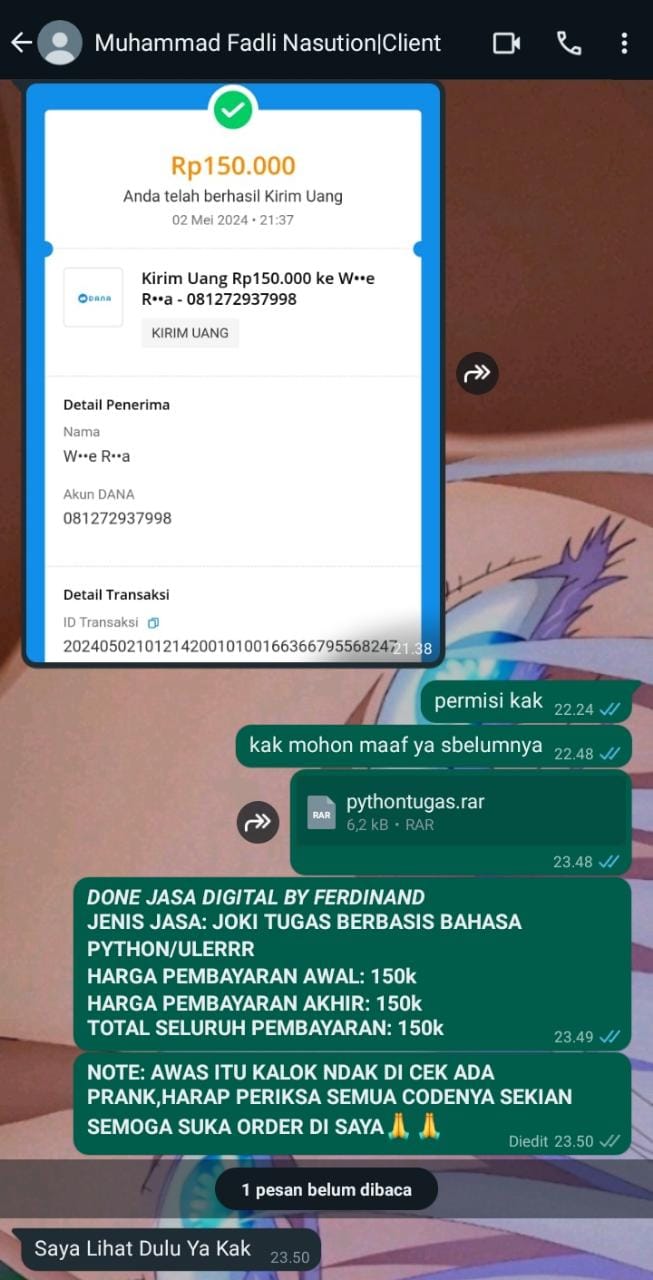 Muhammad Fadli Nasution|Client
Rp150.000
Anda telah berhasil Kirim Uang
02 Mei 2024 • 21:37
DANA
Kirim Uang Rp150.000 ke W••e
R••a - 081272937998
KIRIM UANG
Detail Penerima
Nama
W••e R••a
Akun DANA
081272937998
Detail Transaksi
ID Transaksi
2024050210121420010100166366795568247
21.38
permisi kak 22.24
kak mohon maaf ya sbelumnya 22.48
RAR
pythontugas.rar
6,2 kB • RAR
23.48
DONE JASA DIGITAL BY FERDINAND
JENIS JASA: JOKI TUGAS BERBASIS BAHASA
PYTHON/ULERRR
HARGA PEMBAYARAN AWAL: 150k
HARGA PEMBAYARAN AKHIR: 150k
TOTAL SELURUH PEMBAYARAN: 150k
23.49
NOTE: AWAS ITU KALOK NDAK DI CEK ADA
PRANK,HARAP PERIKSA SEMUA CODENYA SEKIAN
SEMOGA SUKA ORDER DI SAYA🙏 🙏
Diedit 23.50
1 pesan belum dibaca
Saya Lihat Dulu Ya Kak 23.50